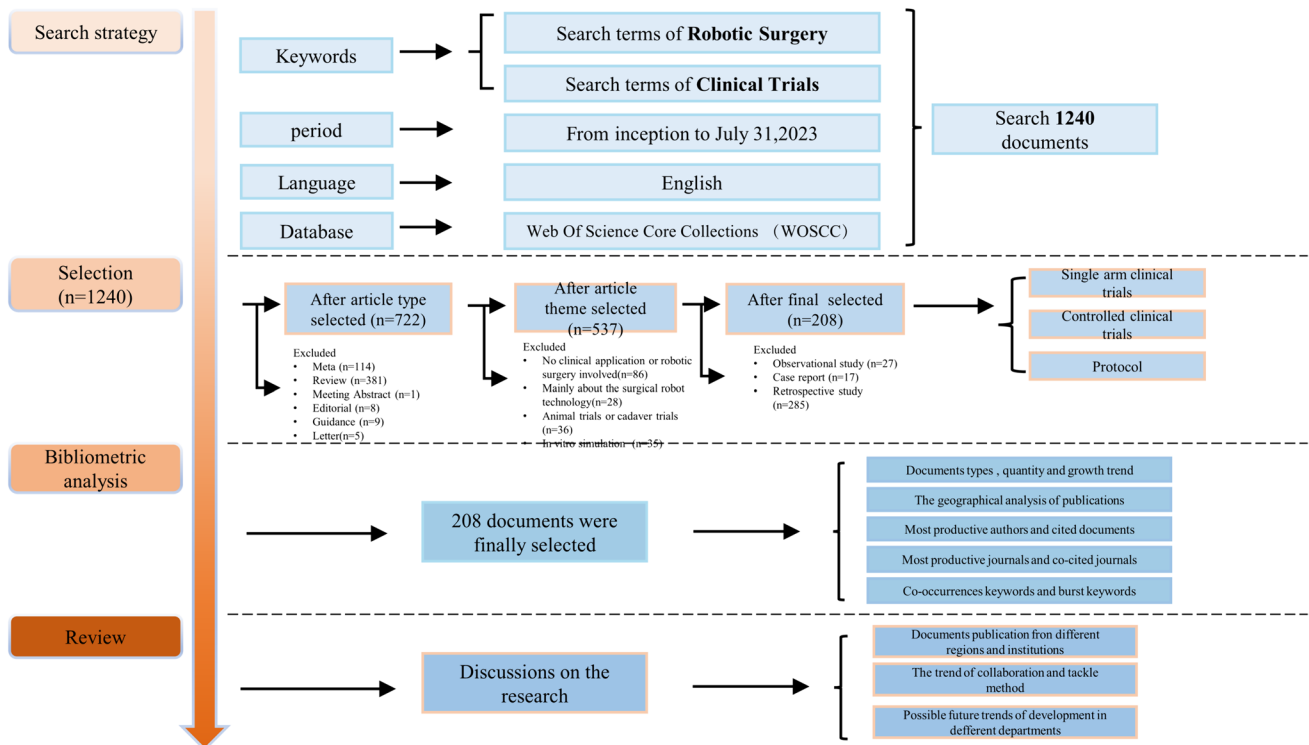 Search strategy
Keywords
Search terms of Robotic Surgery
Search terms of Clinical Trials
period
From inception to July 31,2023
Language
English
Database
Web Of Science Core Collections （WOSCC）
Search 1240
documents
Selection
(n=1240)
After article type
selected (n=722)
Excluded
• Meta (n=114)
• Review (n=381)
• Meeting Abstract (n=1)
• Editorial (n=8)
• Guidance (n=9)
• Letter(n=5)
After article
theme selected
(n=537)
Excluded
• No clinical application or robotic
surgery involved(n=86)
• Mainly about the surgical robot
technology(n=28)
• Animal trials or cadaver trials
(n=36)
• In vitro simulation (n=35)
After final selected
(n=208)
Excluded
• Observational study (n=27)
• Case report (n=17)
• Retrospective study
(n=285)
Single arm clinical
trials
Controlled clinical
trials
Protocol
Bibliometric
analysis
208 documents were
finally selected
Documents types , quantity and growth trend
The geographical analysis of publications
Most productive authors and cited documents
Most productive journals and co-cited journals
Co-occurrences keywords and burst keywords
Review
Discussions on the
research
Documents publication fron different
regions and institutions
The trend of collaboration and tackle
method
Possible future trends of development in
defferent departments